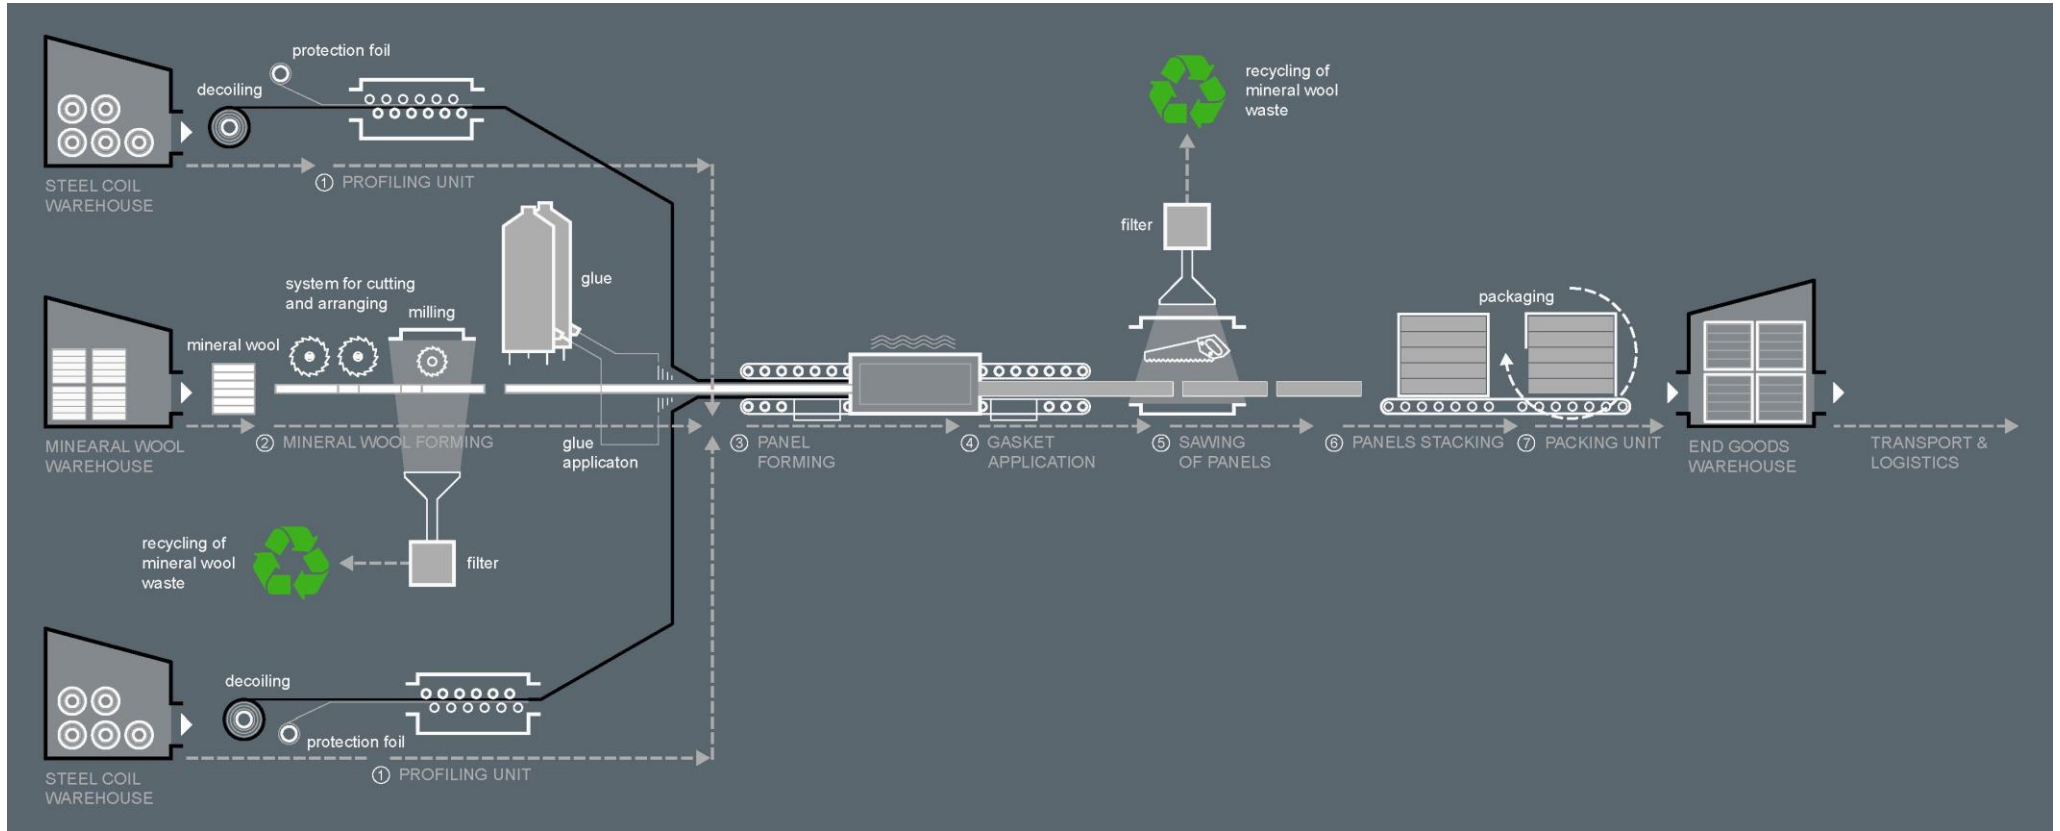 protection foil
decoiling
① PROFILING UNIT
STEEL COIL
WAREHOUSE
recycling of
mineral wool
waste
filter
system for cutting
and arranging
milling
mineral wool
glue
glue
applicaton
MINEARAL WOOL
WAREHOUSE
② MINERAL WOOL FORMING
③ PANEL
FORMING
④ GASKET
APPLICATION
⑤ SAWING
OF PANELS
packaging
⑥ PANELS STACKING
⑦ PACKING UNIT
END GOODS
WAREHOUSE
TRANSPORT &
LOGISTICS
recycling of
mineral wool
waste
filter
decoiling
protection foil
① PROFILING UNIT
STEEL COIL
WAREHOUSE